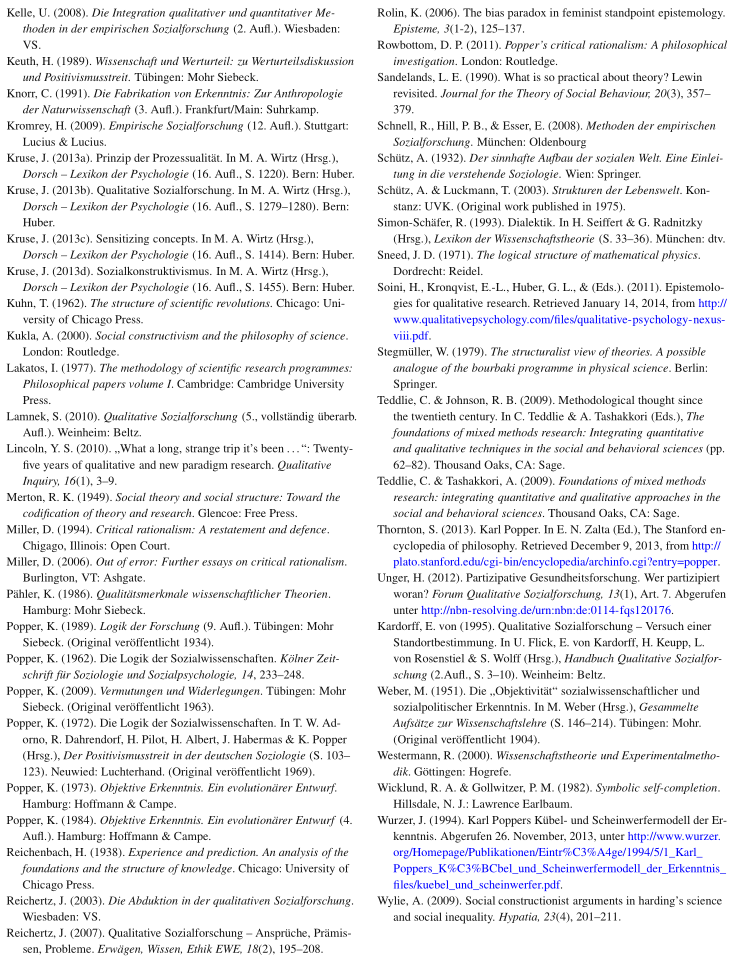 Kelle, U. (2008). Die Integration qualitativer und quantitativer Me-
thoden in der empirischen Sozialforschung (2. Aufl.). Wiesbaden:
VS.
Keuth, H. (1989). Wissenschaft und Werturteil: zu Werturteilsdiskussion
und Positivismusstreit. Tübingen: Mohr Siebeck.
Knorr, C. (1991). Die Fabrikation von Erkenntnis: Zur Anthropologie
der Naturwissenschaft (3. Aufl.). Frankfurt/Main: Suhrkamp.
Kromrey, H. (2009). Empirische Sozialforschung (12. Aufl.). Stuttgart:
Lucius & Lucius.
Kruse, J. (2013a). Prinzip der Prozessualität. In M. A. Wirtz (Hrsg.),
Dorsch – Lexikon der Psychologie (16. Aufl., S. 1220). Bern: Huber.
Kruse, J. (2013b). Qualitative Sozialforschung. In M. A. Wirtz (Hrsg.),
Dorsch – Lexikon der Psychologie (16. Aufl., S. 1279–1280). Bern:
Huber.
Kruse, J. (2013c). Sensitizing concepts. In M. A. Wirtz (Hrsg.),
Dorsch – Lexikon der Psychologie (16. Aufl., S. 1414). Bern: Huber.
Kruse, J. (2013d). Sozialkonstruktivismus. In M. A. Wirtz (Hrsg.),
Dorsch – Lexikon der Psychologie (16. Aufl., S. 1455). Bern: Huber.
Kuhn, T. (1962). The structure of scientific revolutions. Chicago: Uni-
versity of Chicago Press.
Kukla, A. (2000). Social constructivism and the philosophy of science.
London: Routledge.
Lakatos, I. (1977). The methodology of scientific research programmes:
Philosophical papers volume I. Cambridge: Cambridge University
Press.
Lamnek, S. (2010). Qualitative Sozialforschung (5., vollständig überarb.
Aufl.). Weinheim: Beltz.
Lincoln, Y. S. (2010). „What a long, strange trip it’s been . . . “: Twenty-
five years of qualitative and new paradigm research. Qualitative
Inquiry, 16(1), 3–9.
Merton, R. K. (1949). Social theory and social structure: Toward the
codification of theory and research. Glencoe: Free Press.
Miller, D. (1994). Critical rationalism: A restatement and defence.
Chigago, Illinois: Open Court.
Miller, D. (2006). Out of error: Further essays on critical rationalism.
Burlington, VT: Ashgate.
Pähler, K. (1986). Qualitätsmerkmale wissenschaftlicher Theorien.
Hamburg: Mohr Siebeck.
Popper, K. (1989). Logik der Forschung (9. Aufl.). Tübingen: Mohr
Siebeck. (Original veröffentlicht 1934).
Popper, K. (1962). Die Logik der Sozialwissenschaften. Kölner Zeit-
schrift für Soziologie und Sozialpsychologie, 14, 233–248.
Popper, K. (2009). Vermutungen und Widerlegungen. Tübingen: Mohr
Siebeck. (Original veröffentlicht 1963).
Popper, K. (1972). Die Logik der Sozialwissenschaften. In T. W. Ad-
orno, R. Dahrendorf, H. Pilot, H. Albert, J. Habermas & K. Popper
(Hrsg.), Der Positivismusstreit in der deutschen Soziologie (S. 103–
123). Neuwied: Luchterhand. (Original veröffentlicht 1969).
Popper, K. (1973). Objektive Erkenntnis. Ein evolutionärer Entwurf.
Hamburg: Hoffmann & Campe.
Popper, K. (1984). Objektive Erkenntnis. Ein evolutionärer Entwurf (4.
Aufl.). Hamburg: Hoffmann & Campe.
Reichenbach, H. (1938). Experience and prediction. An analysis of the
foundations and the structure of knowledge. Chicago: University of
Chicago Press.
Reichertz, J. (2003). Die Abduktion in der qualitativen Sozialforschung.
Wiesbaden: VS.
Reichertz, J. (2007). Qualitative Sozialforschung – Ansprüche, Prämis-
sen, Probleme. Erwägen, Wissen, Ethik EWE, 18(2), 195–208.
Rolin, K. (2006). The bias paradox in feminist standpoint epistemology.
Episteme, 3(1-2), 125–137.
Rowbottom, D. P. (2011). Popper’s critical rationalism: A philosophical
investigation. London: Routledge.
Sandelands, L. E. (1990). What is so practical about theory? Lewin
revisited. Journal for the Theory of Social Behaviour, 20(3), 357–
379.
Schnell, R., Hill, P. B., & Esser, E. (2008). Methoden der empirischen
Sozialforschung. München: Oldenbourg
Schütz, A. (1932). Der sinnhafte Aufbau der sozialen Welt. Eine Einlei-
tung in die verstehende Soziologie. Wien: Springer.
Schütz, A. & Luckmann, T. (2003). Strukturen der Lebenswelt. Kon-
stanz: UVK. (Original work published in 1975).
Simon-Schäfer, R. (1993). Dialektik. In H. Seiffert & G. Radnitzky
(Hrsg.), Lexikon der Wissenschaftstheorie (S. 33–36). München: dtv.
Sneed, J. D. (1971). The logical structure of mathematical physics.
Dordrecht: Reidel.
Soini, H., Kronqvist, E.-L., Huber, G. L., & (Eds.). (2011). Epistemolo-
gies for qualitative research. Retrieved January 14, 2014, from http://
www.qualitativepsychology.com/files/qualitative-psychology-nexus-
viii.pdf.
Stegmüller, W. (1979). The structuralist view of theories. A possible
analogue of the bourbaki programme in physical science. Berlin:
Springer.
Teddlie, C. & Johnson, R. B. (2009). Methodological thought since
the twentieth century. In C. Teddlie & A. Tashakkori (Eds.), The
foundations of mixed methods research: Integrating quantitative
and qualitative techniques in the social and behavioral sciences (pp.
62–82). Thousand Oaks, CA: Sage.
Teddlie, C. & Tashakkori, A. (2009). Foundations of mixed methods
research: integrating quantitative and qualitative approaches in the
social and behavioral sciences. Thousand Oaks, CA: Sage.
Thornton, S. (2013). Karl Popper. In E. N. Zalta (Ed.), The Stanford en-
cyclopedia of philosophy. Retrieved December 9, 2013, from http://
plato.stanford.edu/cgi-bin/encyclopedia/archinfo.cgi?entry=popper.
Unger, H. (2012). Partizipative Gesundheitsforschung. Wer partizipiert
woran? Forum Qualitative Sozialforschung, 13(1), Art. 7. Abgerufen
unter http://nbn-resolving.de/urn:nbn:de:0114-fqs120176.
Kardorff, E. von (1995). Qualitative Sozialforschung – Versuch einer
Standortbestimmung. In U. Flick, E. von Kardorff, H. Keupp, L.
von Rosenstiel & S. Wolff (Hrsg.), Handbuch Qualitative Sozialfor-
schung (2.Aufl., S. 3–10). Weinheim: Beltz.
Weber, M. (1951). Die „Objektivität“ sozialwissenschaftlicher und
sozialpolitischer Erkenntnis. In M. Weber (Hrsg.), Gesammelte
Aufsätze zur Wissenschaftslehre (S. 146–214). Tübingen: Mohr.
(Original veröffentlicht 1904).
Westermann, R. (2000). Wissenschaftstheorie und Experimentalmetho-
dik. Göttingen: Hogrefe.
Wicklund, R. A. & Gollwitzer, P. M. (1982). Symbolic self-completion.
Hillsdale, N. J.: Lawrence Earlbaum.
Wurzer, J. (1994). Karl Poppers Kübel- und Scheinwerfermodell der Er-
kenntnis. Abgerufen 26. November, 2013, unter http://www.wurzer.
org/Homepage/Publikationen/Eintr%C3%A4ge/1994/5/1_Karl_
Poppers_K%C3%BCbel_und_Scheinwerfermodell_der_Erkenntnis_
files/kuebel_und_scheinwerfer.pdf.
Wylie, A. (2009). Social constructionist arguments in harding’s science
and social inequality. Hypatia, 23(4), 201–211.